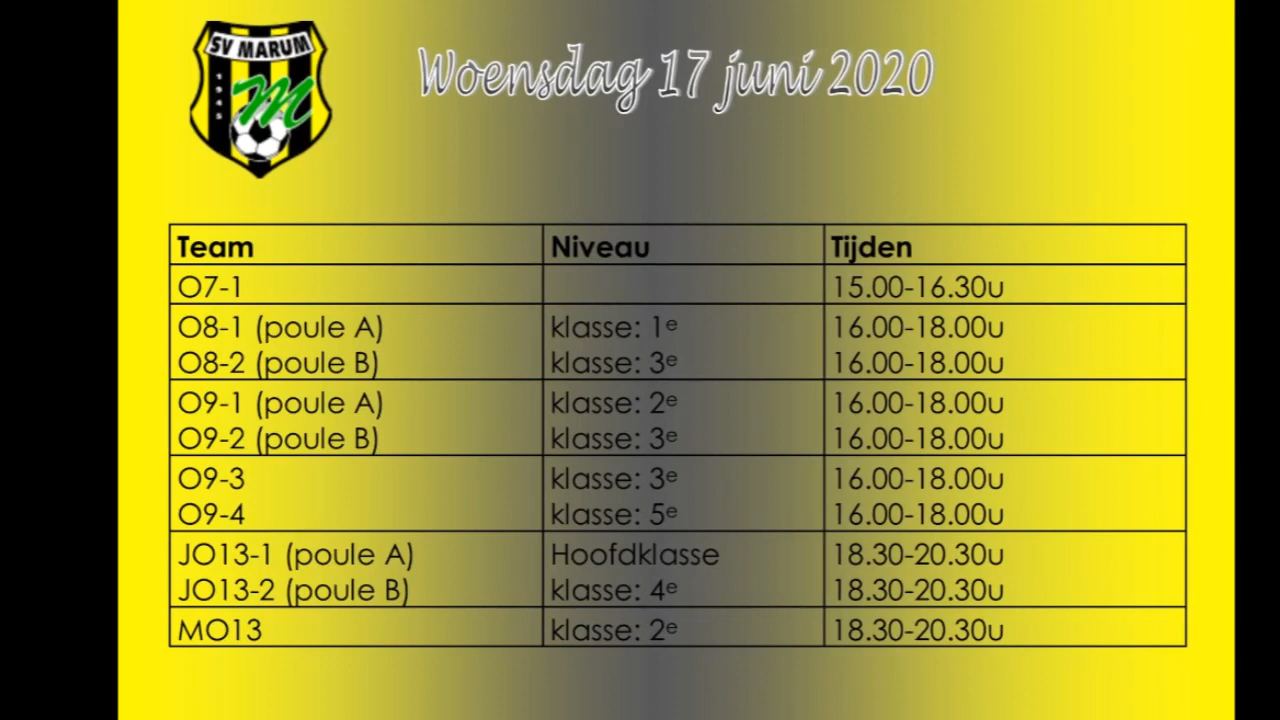 SV MARUM
1945
M
Woensdag 17 juni 2020
Team Niveau Tijden
O7-1 15.00-16.30u
O8-1 (poule A) klasse: 1e 16.00-18.00u
O8-2 (poule B) klasse: 3e 16.00-18.00u
O9-1 (poule A) klasse: 2e 16.00-18.00u
O9-2 (poule B) klasse: 3e 16.00-18.00u
O9-3 klasse: 3e 16.00-18.00u
O9-4 klasse: 5e 16.00-18.00u
JO13-1 (poule A) Hoofdklasse 18.30-20.30u
JO13-2 (poule B) klasse: 4e 18.30-20.30u
MO13 klasse: 2e 18.30-20.30u